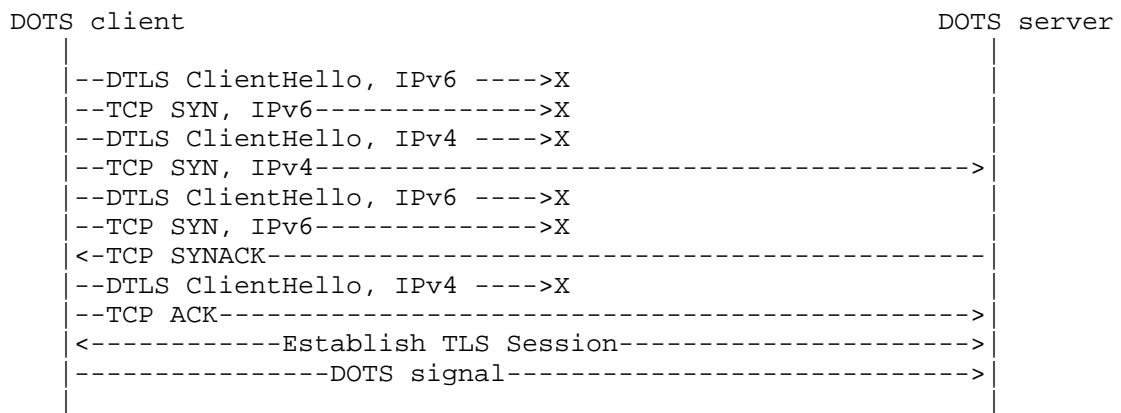 DOTS client                                               DOTS server
   |                                                         |
   |--DTLS ClientHello, IPv6 ---->X                          |
   |--TCP SYN, IPv6-------------->X                          |
   |--DTLS ClientHello, IPv4 ---->X                          |
   |--TCP SYN, IPv4----------------------------------------->|
   |--DTLS ClientHello, IPv6 ---->X                          |
   |--TCP SYN, IPv6-------------->X                          |
   |<-TCP SYNACK---------------------------------------------|
   |--DTLS ClientHello, IPv4 ---->X                          |
   |--TCP ACK----------------------------------------------->|
   |<------------Establish TLS Session---------------------->|
   |----------------DOTS signal----------------------------->|
   |                                                         |